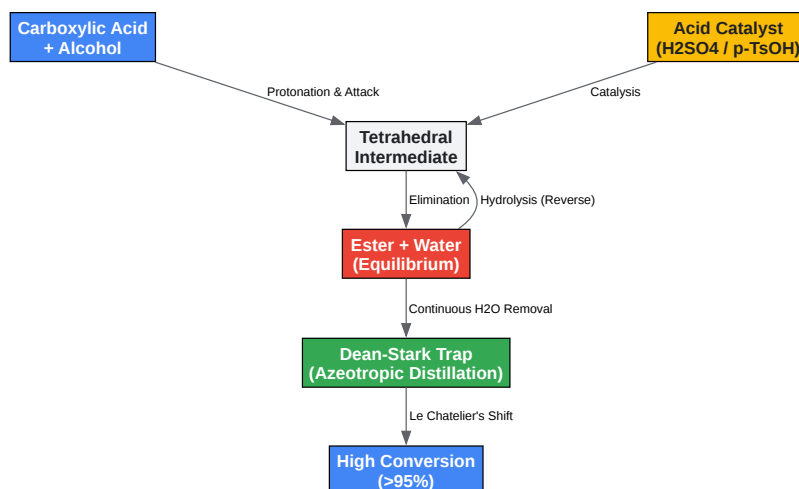 Carboxylic Acid
+ Alcohol
Acid Catalyst
(H2SO4 / p-TsOH)
Protonation & Attack
Catalysis
Tetrahedral
Intermediate
Elimination
Hydrolysis (Reverse)
Ester + Water
(Equilibrium)
Continuous H2O Removal
Dean-Stark Trap
(Azeotropic Distillation)
Le Chatelier's Shift
High Conversion
(>95%)